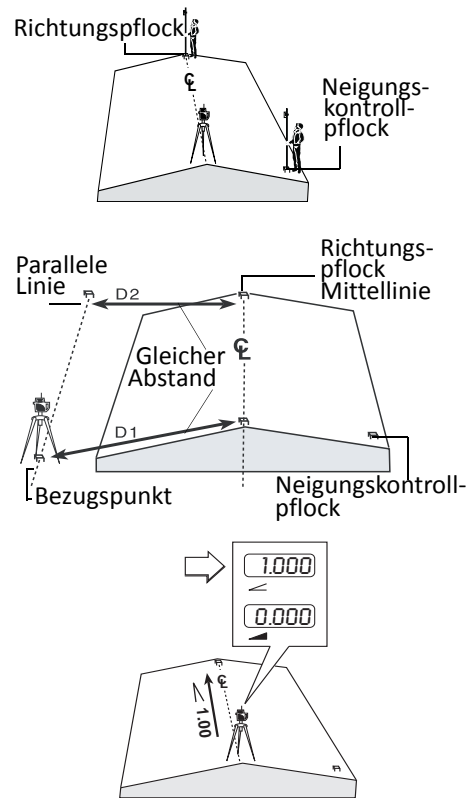 Richtungspflock
℄
Neigungs-
kontroll-
pflock
Parallele
Linie
D2
Richtungs-
pflock
Mittellinie
℄
Gleicher
Abstand
D1
Bezugspunkt
Neigungskontroll-
pflock
1.000
0.000
℄
1.00